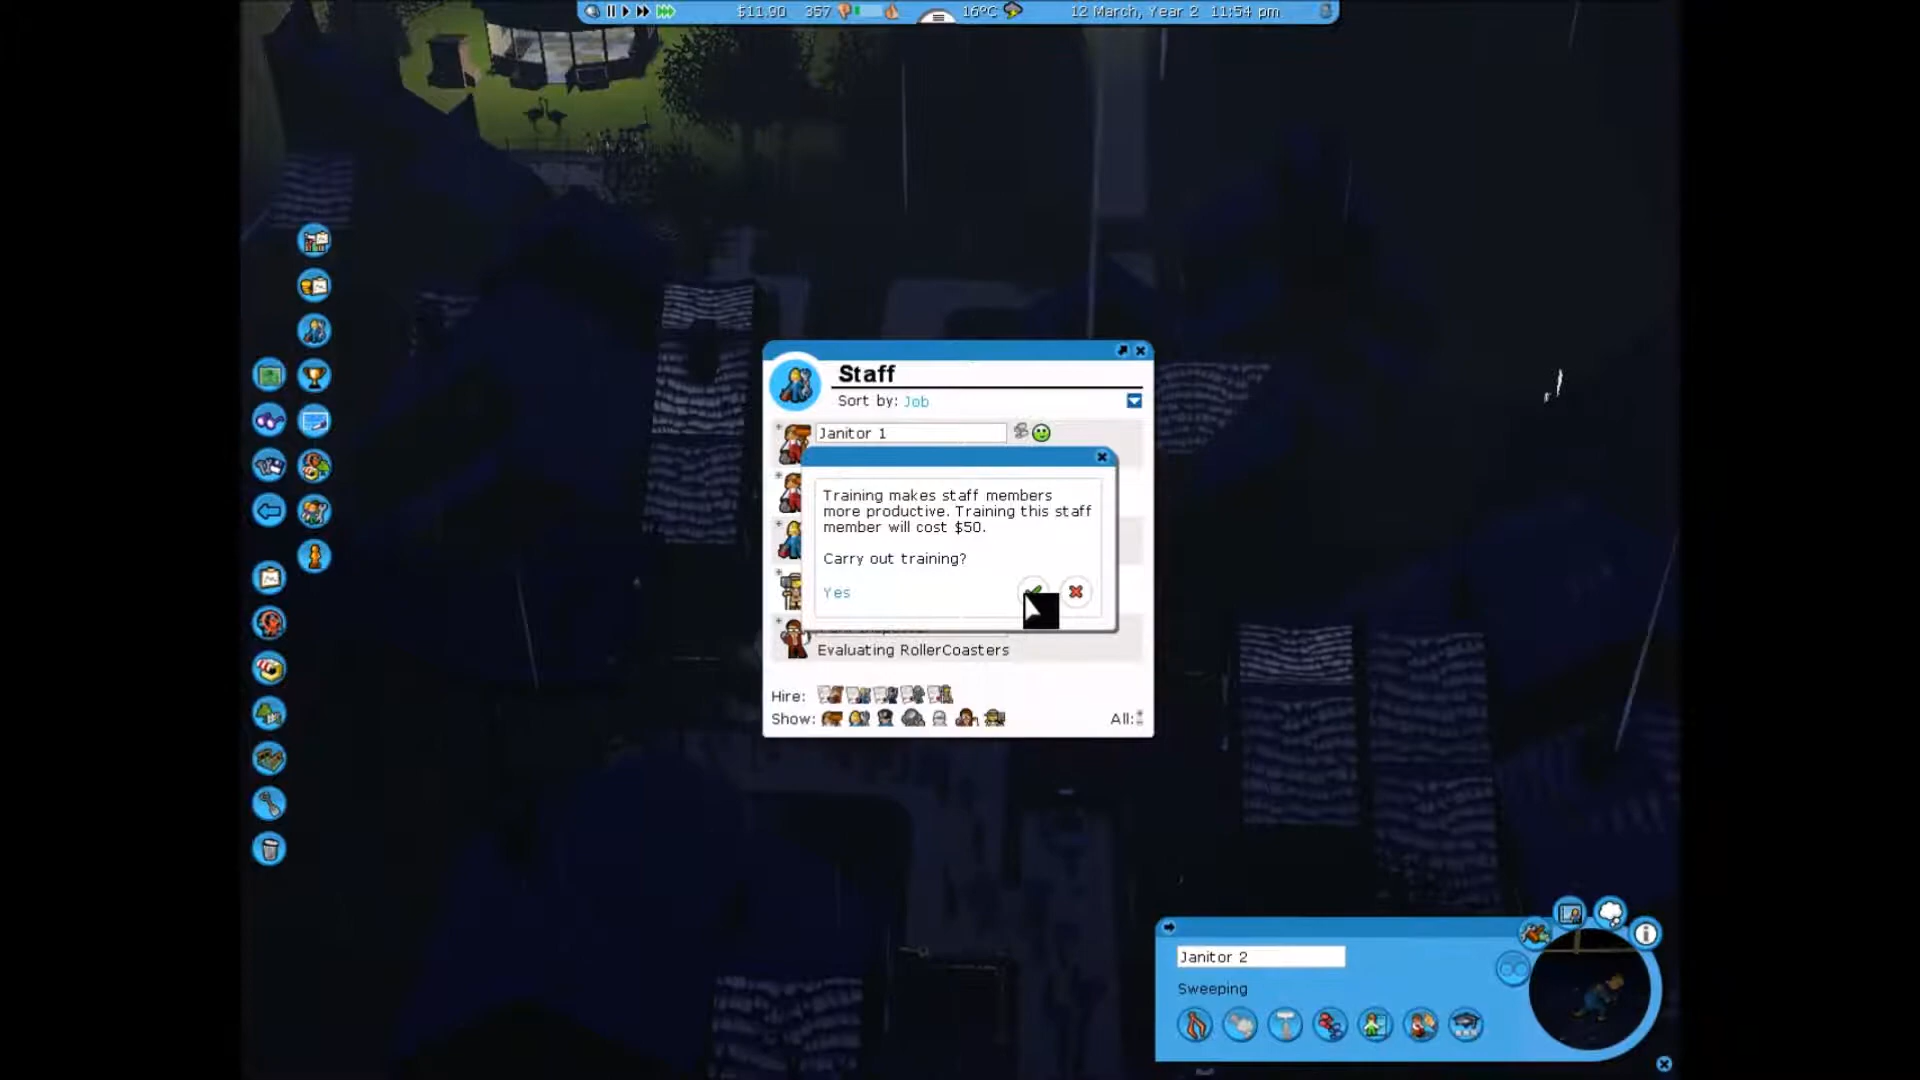 $11.90 357 16°C 12 March, Year 2 11:54 pm
Staff
Sort by: Job
Janitor 1
Training makes staff members
more productive. Training this staff
member will cost $50.
Carry out training?
Yes
Evaluating RollerCoasters
Hire:
Show: All:
Janitor 2
Sweeping